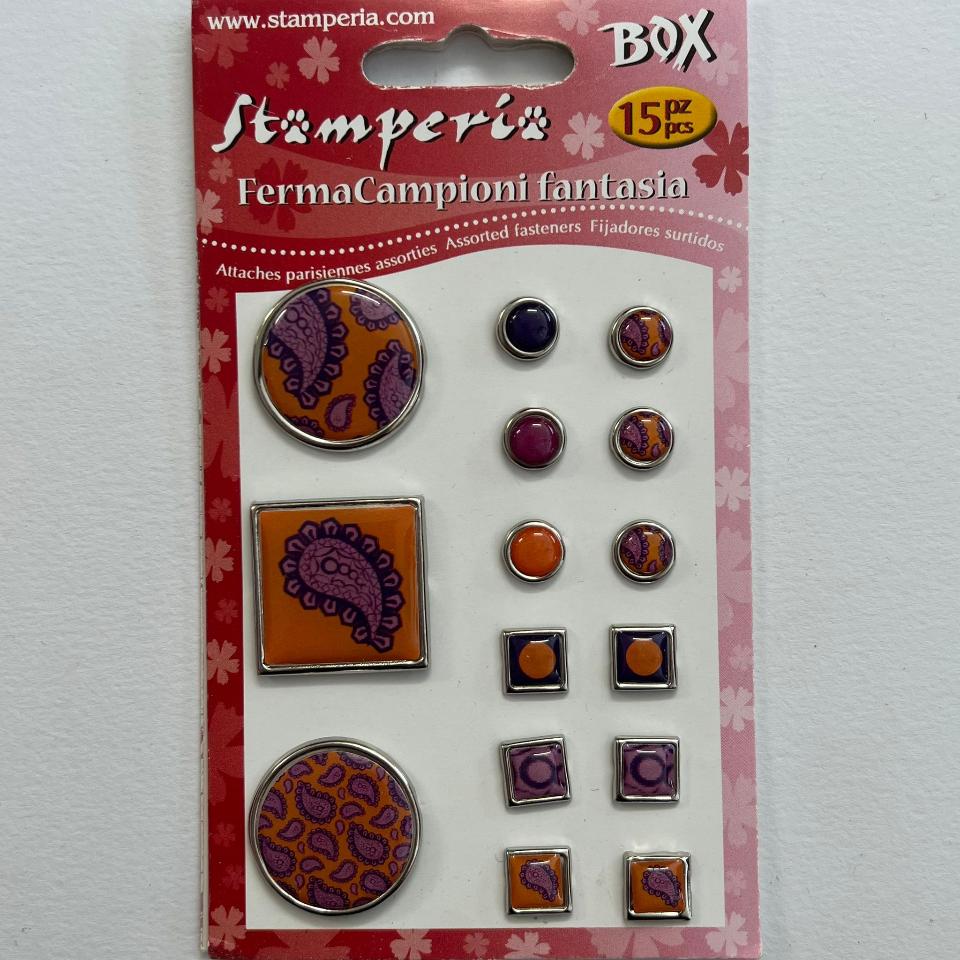 www.stamperia.com
BOX
Stamperia
15 pz pcs
FermaCampioni fantasia
Attaches parisiennes assorties Assorted fasteners Fijadores surtidos